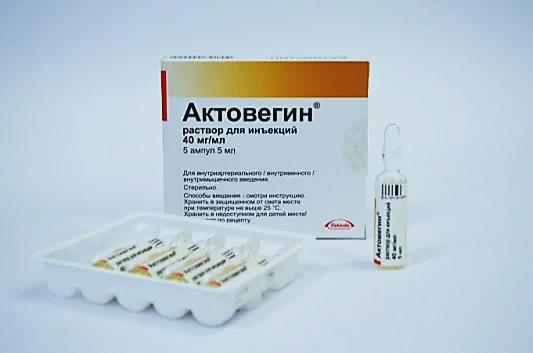 Актовегин®
раствор для инъекций
40 мг/мл
5 ампул 5 мл
Для внутриартериального / внутривенного /
внутримышечного введения.
Стерильно.
Способы введения - смотри инструкцию.
Хранить в защищенном от света месте
при температуре не выше 25 °C.
Хранить в недоступном для детей месте/
по рецепту.
Takeda
Актовегин®
раствор для инъекций
40 мг/мл
5 мл